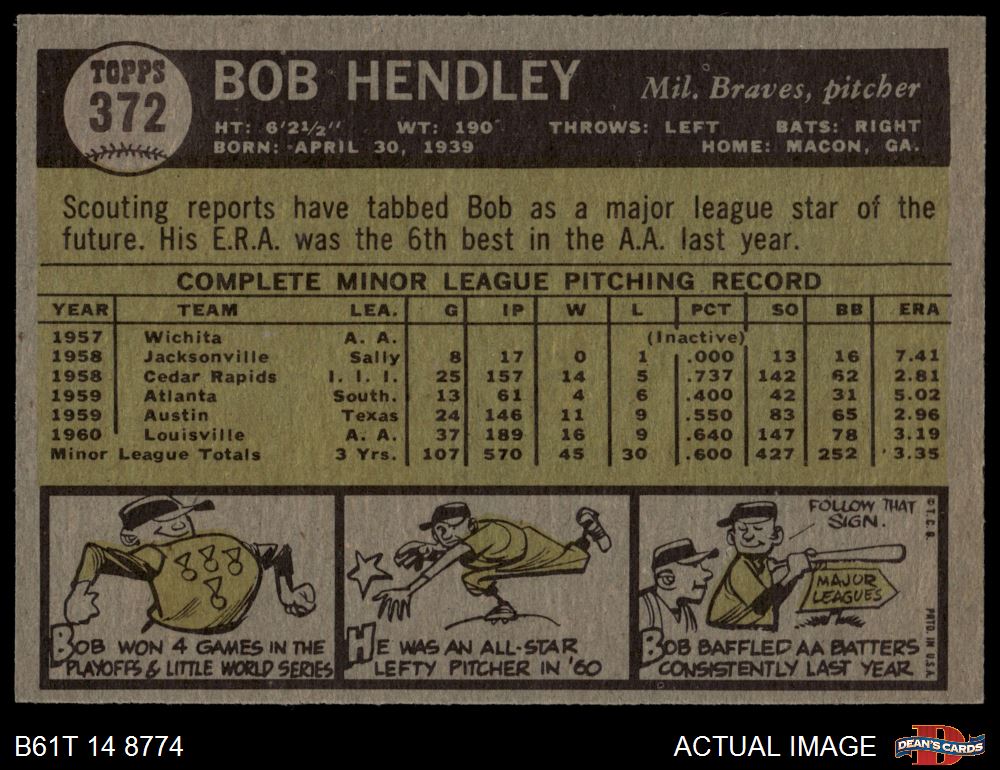 TOPPS
372
BOB HENDLEY
Mil. Braves, pitcher
HT: 6'2 1/2" WT: 190 THROWS: LEFT BATS: RIGHT
BORN: APRIL 30, 1939 HOME: MACON, GA.
Scouting reports have tabbed Bob as a major league star of the
future. His E.R.A. was the 6th best in the A.A. last year.
COMPLETE MINOR LEAGUE PITCHING RECORD
YEAR TEAM LEA. G IP W L PCT SO BB ERA
1957 Wichita A. A. (Inactive)
1958 Jacksonville Sally 8 17 0 1 .000 13 16 7.41
1958 Cedar Rapids I. I. I. 25 157 14 5 .737 142 62 2.81
1959 Atlanta South. 13 61 4 6 .400 42 31 5.02
1959 Austin Texas 24 146 11 9 .550 83 65 2.96
1960 Louisville A. A. 37 189 16 9 .640 147 78 3.19
Minor League Totals 3 Yrs. 107 570 45 30 .600 427 252 3.35
BOB WON 4 GAMES IN THE
PLAYOFFS & LITTLE WORLD SERIES
HE WAS AN ALL-STAR
LEFTY PITCHER IN '60
FOLLOW THAT
SIGN.
MAJOR
LEAGUES
BOB BAFFLED AA BATTERS
CONSISTENTLY LAST YEAR
© T.C.G. PRTD IN U.S.A.
B61T 14 8774
ACTUAL IMAGE
D
DEAN'S CARDS